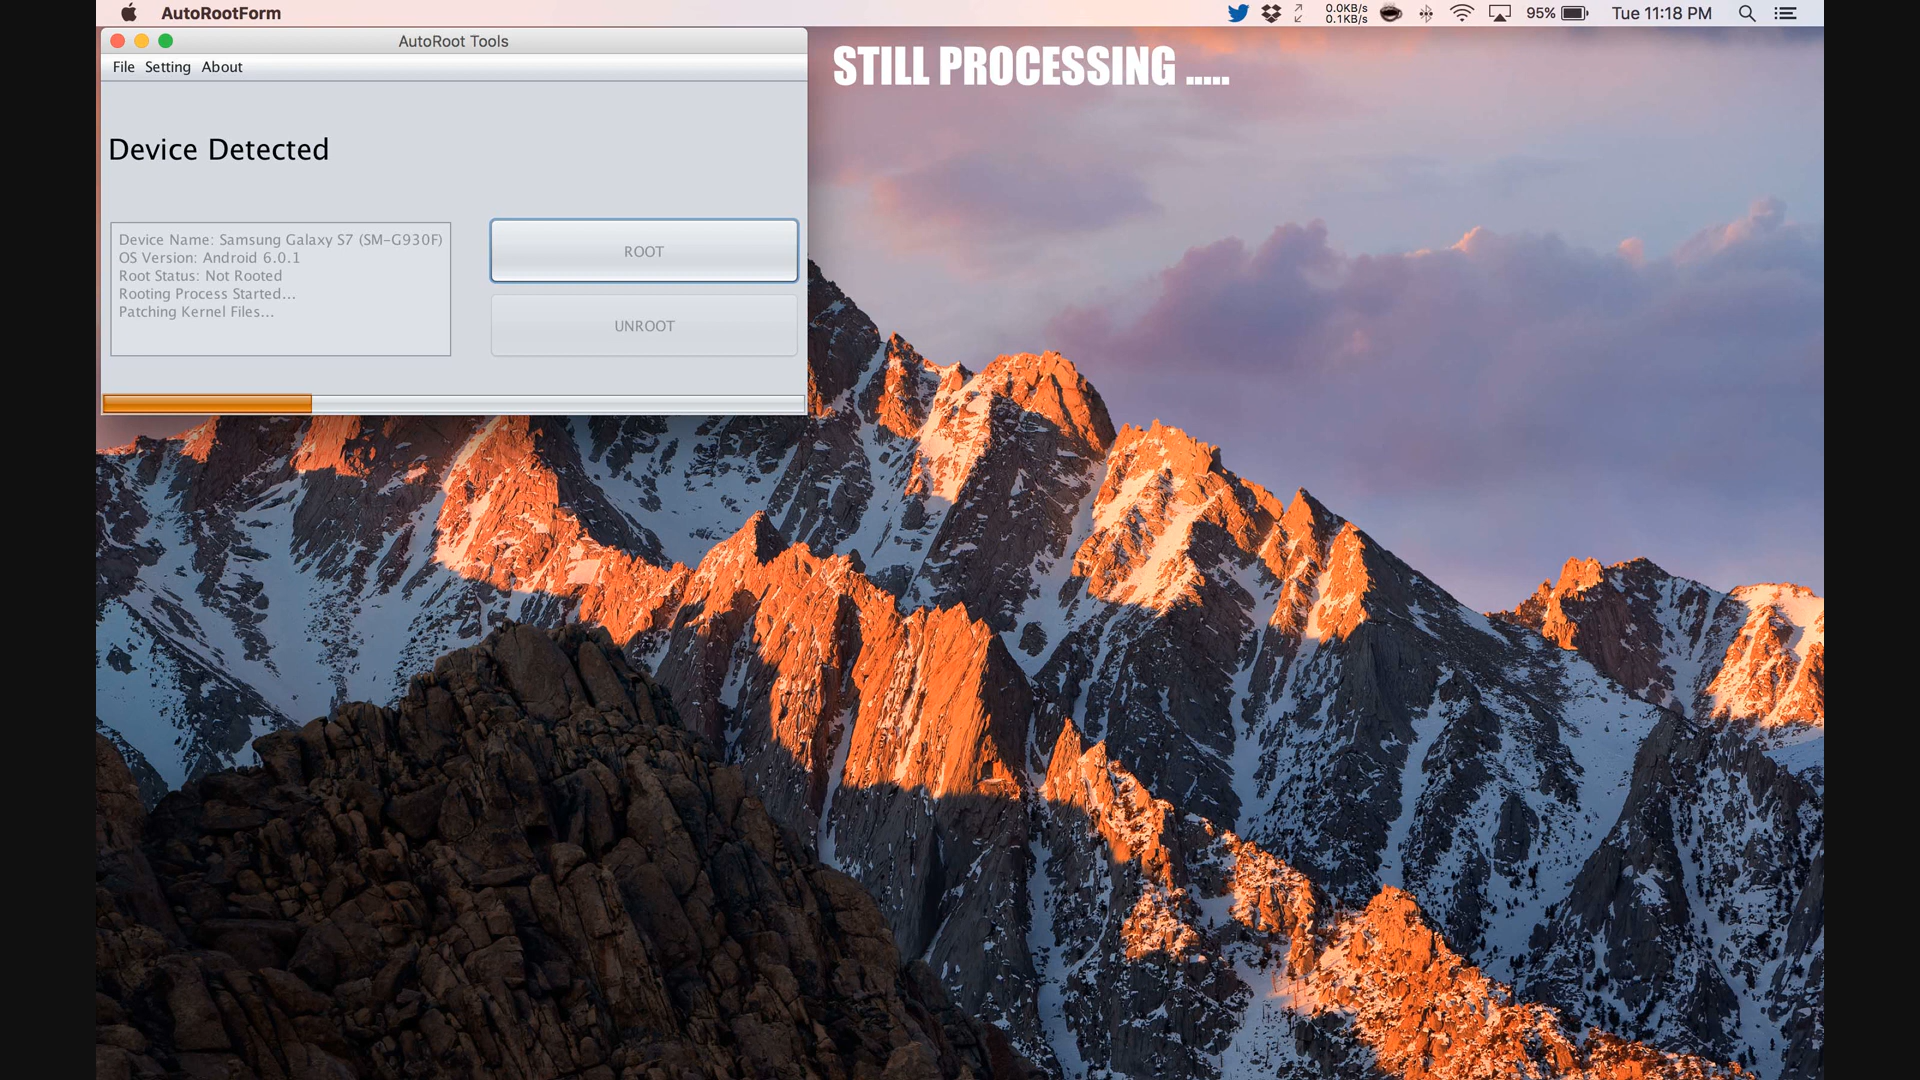 AutoRootForm
0.0KB/s
0.1KB/s
95%
Tue 11:18 PM
AutoRoot Tools
File Setting About
STILL PROCESSING .....
Device Detected
Device Name: Samsung Galaxy S7 (SM-G930F)
OS Version: Android 6.0.1
Root Status: Not Rooted
Rooting Process Started...
Patching Kernel Files...
ROOT
UNROOT